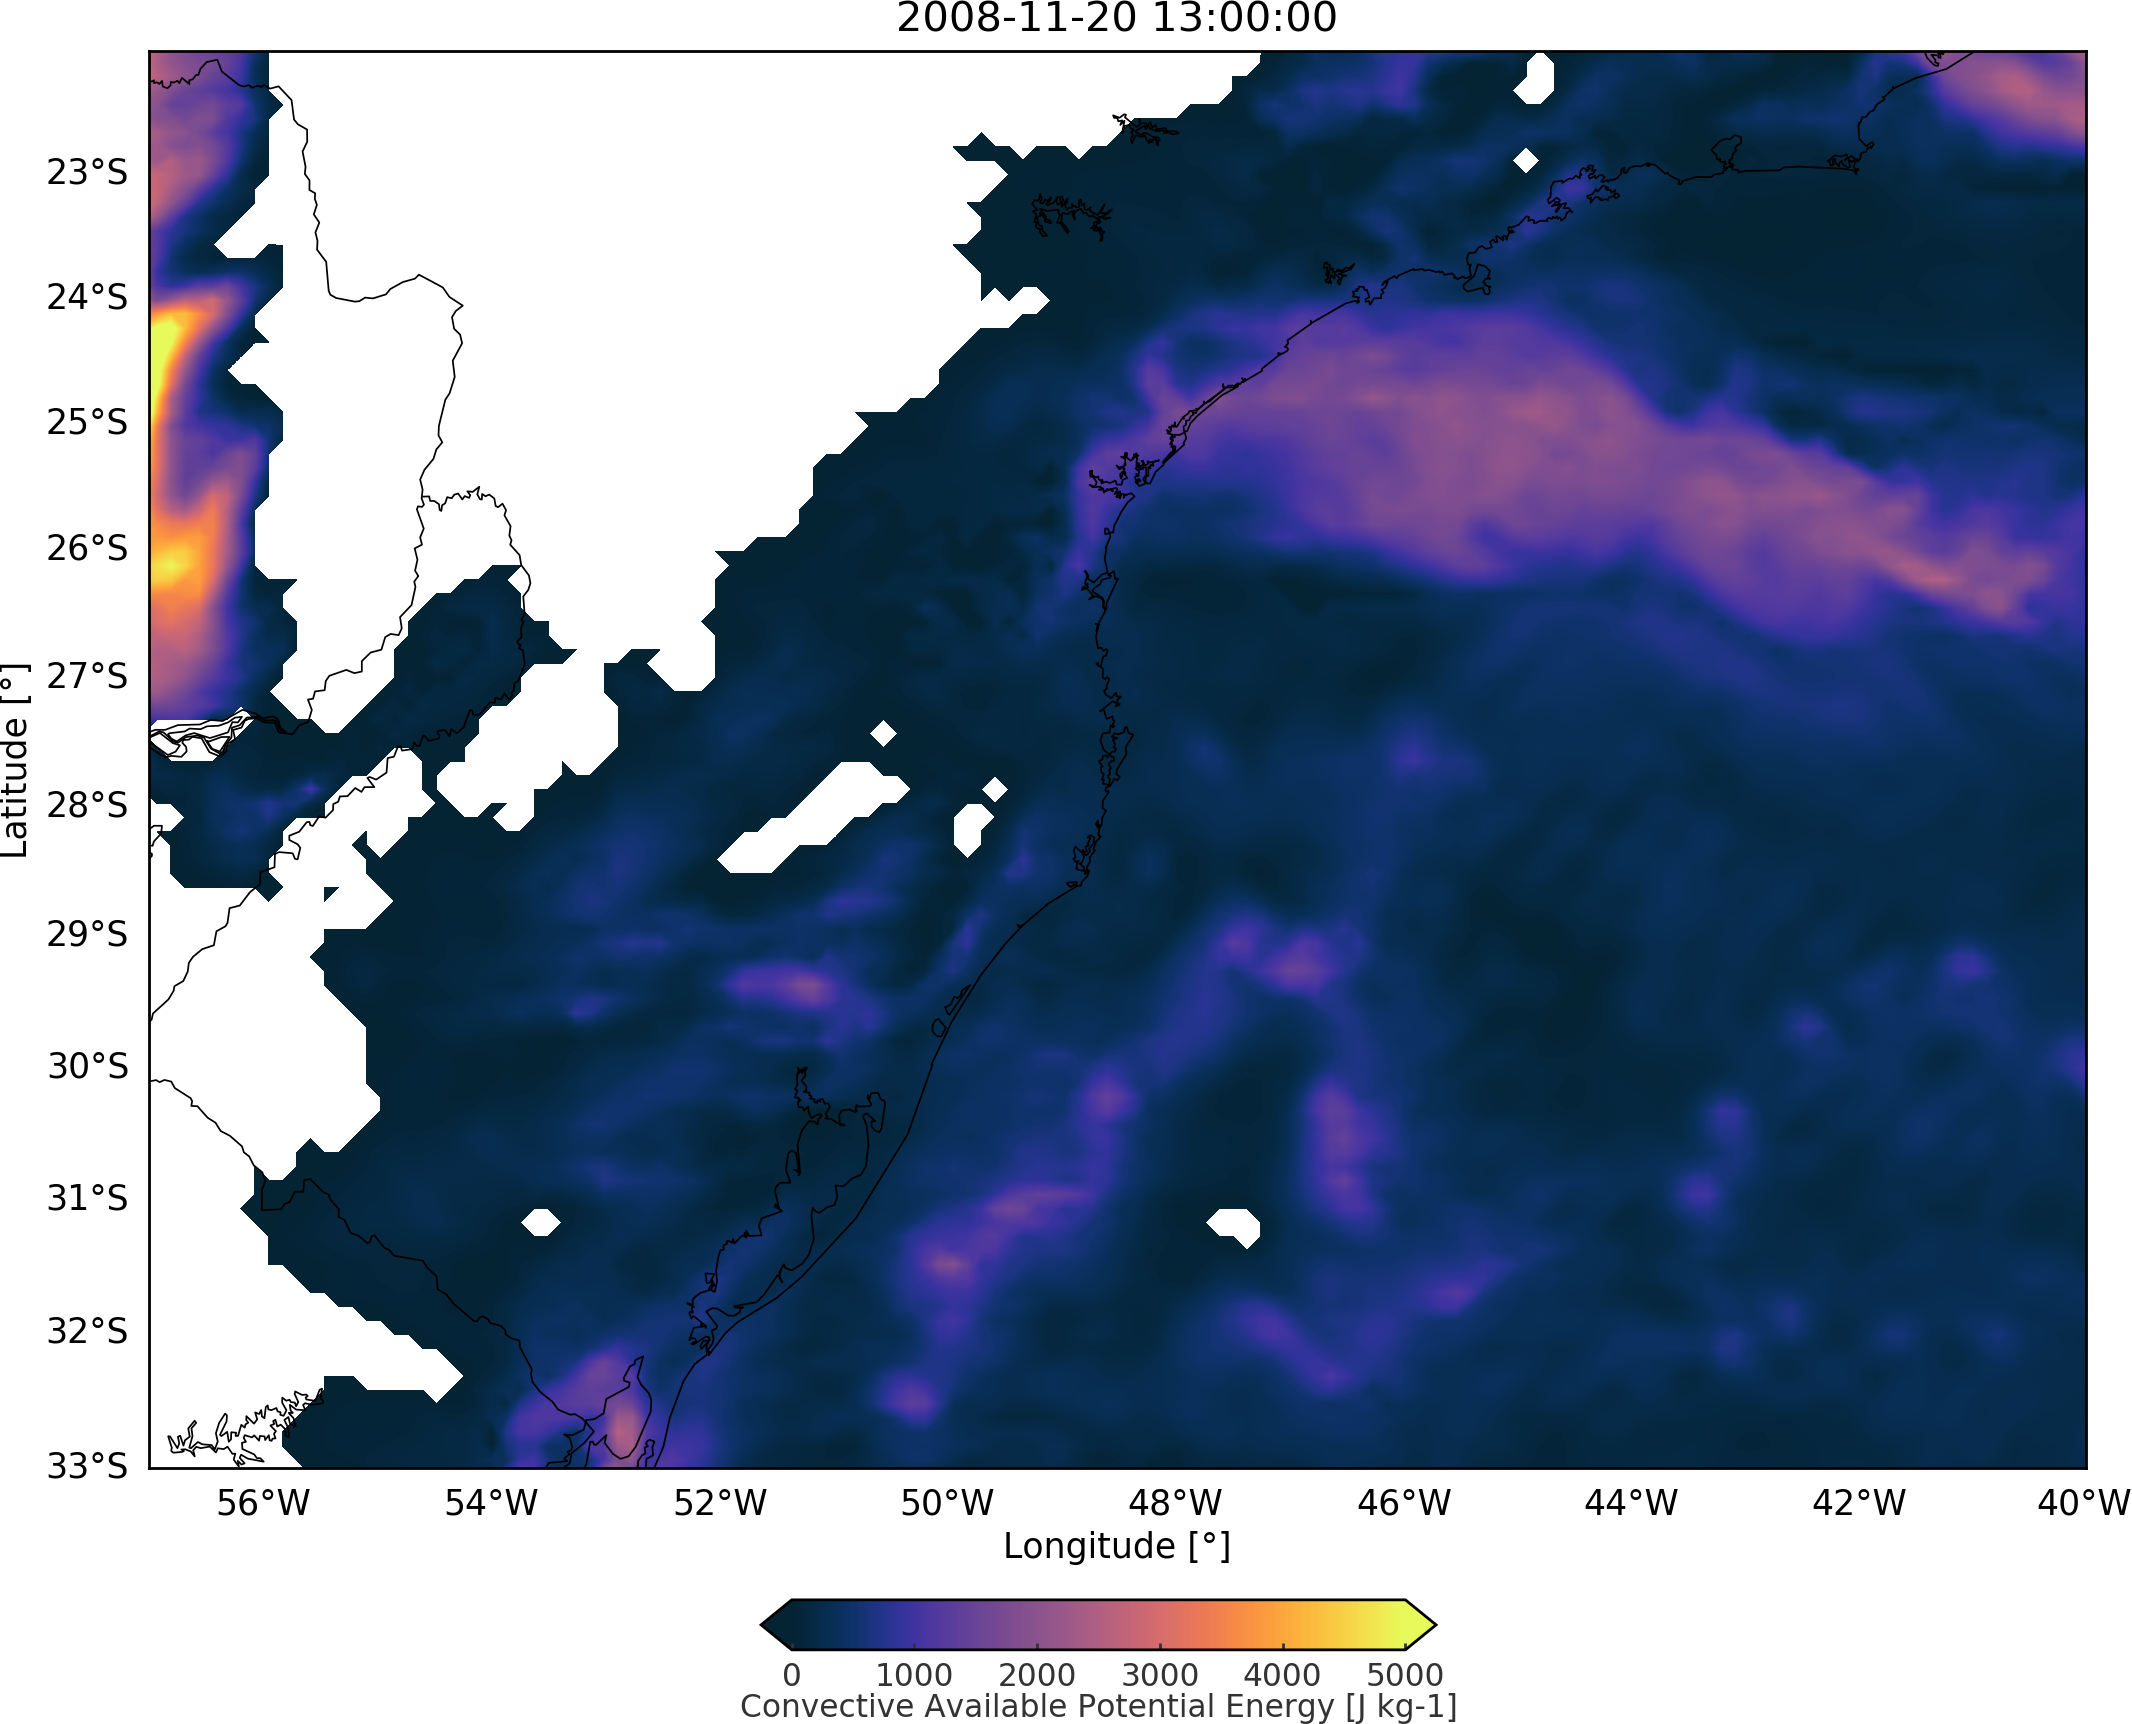 2008-11-20 13:00:00
23°S
24°S
25°S
26°S
27°S
28°S
29°S
30°S
31°S
32°S
33°S
Latitude [°]
56°W 54°W 52°W 50°W 48°W 46°W 44°W 42°W 40°W
Longitude [°]
0 1000 2000 3000 4000 5000
Convective Available Potential Energy [J kg-1]